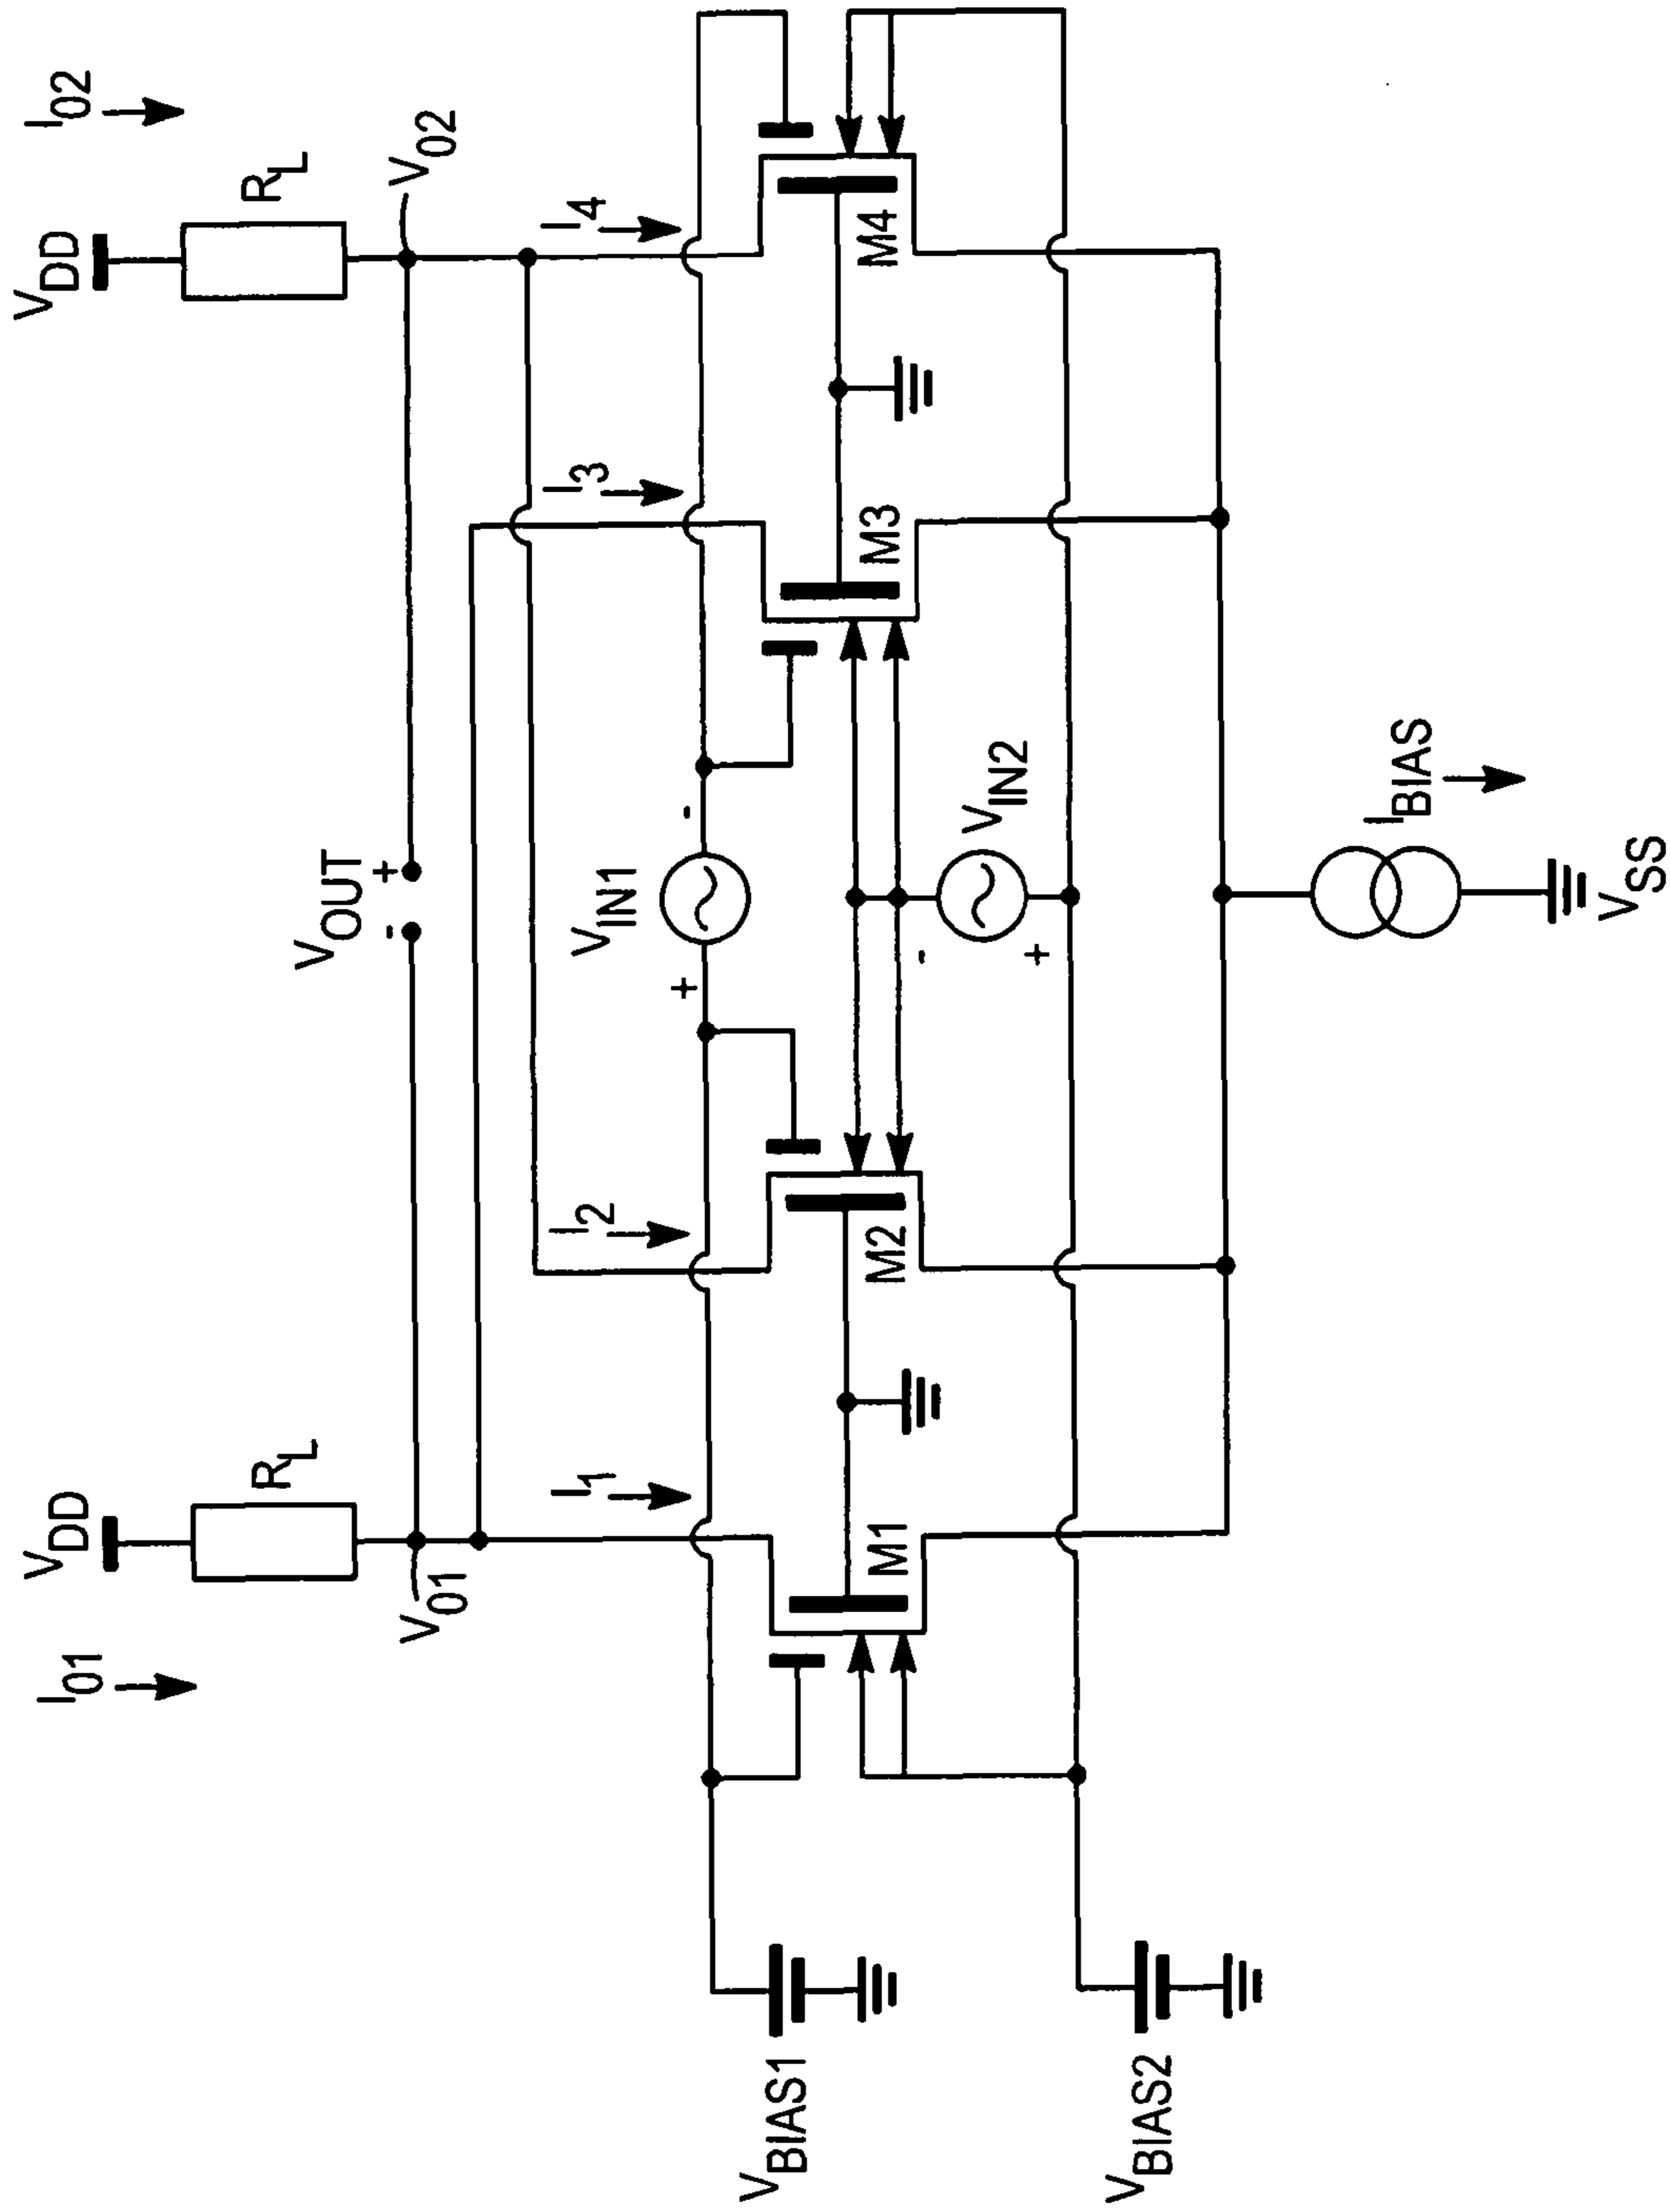 I01
VDD
RL
V01
VOUT
- +
VDD
RL
V02
I02
I1
I2
I3
I4
VIN1
+ -
M1
M2
M3
M4
VIN2
-
+
VBIAS1
VBIAS2
IBIAS
VSS